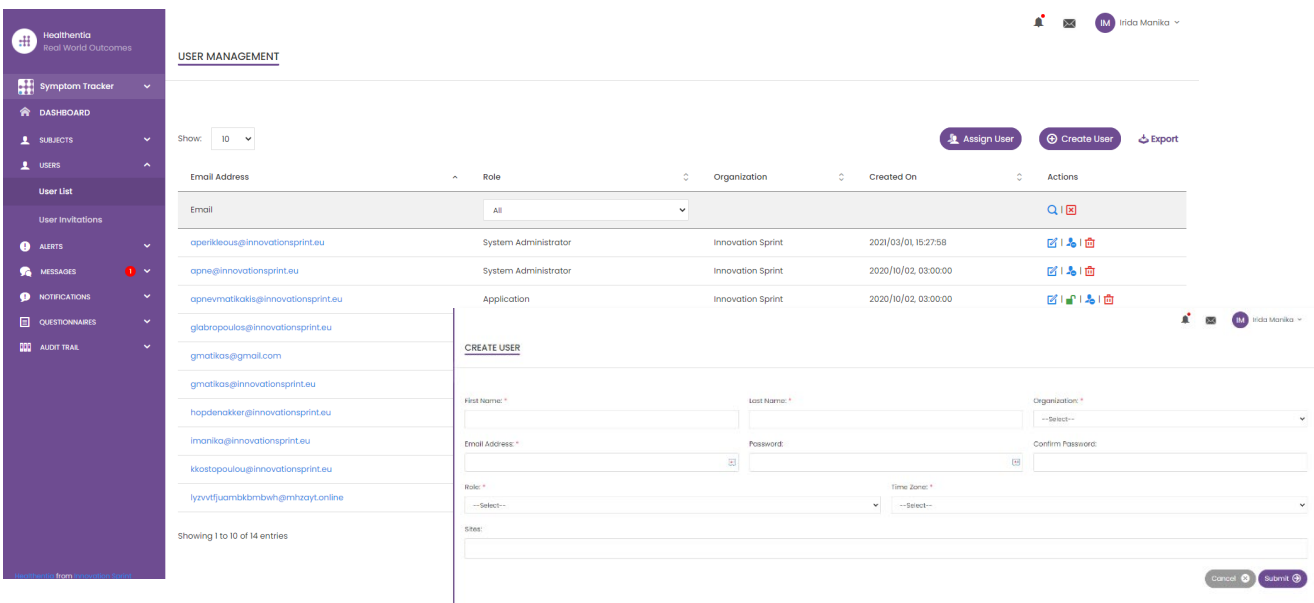 Healthentia
Real World Outcomes
IM Irida Manika
USER MANAGEMENT
Symptom Tracker
DASHBOARD
SUBJECTS
USERS
User List
User Invitations
ALERTS
MESSAGES 1
NOTIFICATIONS
QUESTIONNAIRES
AUDIT TRAIL
Healthentia from Innovation Sprint
Show: 10
Assign User
Create User
Export
Email Address Role Organization Created On Actions
Email All
aperikleous@innovationsprint.eu System Administrator Innovation Sprint 2021/03/01, 15:27:58
apne@innovationsprint.eu System Administrator Innovation Sprint 2020/10/02, 03:00:00
apnevmatikakis@innovationsprint.eu Application Innovation Sprint 2020/10/02, 03:00:00
glabropoulos@innovationsprint.eu
gmatikas@gmail.com
gmatikas@innovationsprint.eu
hopdenakker@innovationsprint.eu
imanika@innovationsprint.eu
kkostopoulou@innovationsprint.eu
lyzvvtfjuambkbmbwh@mhzayt.online
Showing 1 to 10 of 14 entries
IM Irida Manika
CREATE USER
First Name: * Last Name: * Organization: *
--Select--
Email Address: * Password: Confirm Password:
Role: * Time Zone: *
--Select-- --Select--
Sites:
Cancel Submit